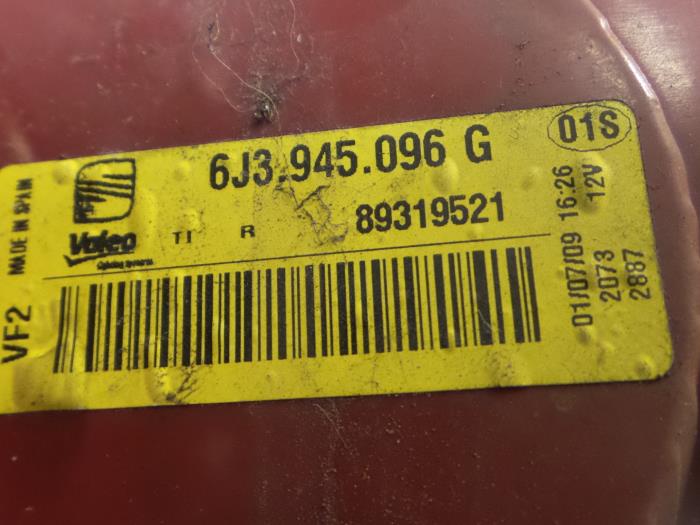 6J3.945.096 G
01S
MADE IN SPAIN
Valeo
TI R 89319521
VF2
01/07/09 16:26
2073 12V
2887